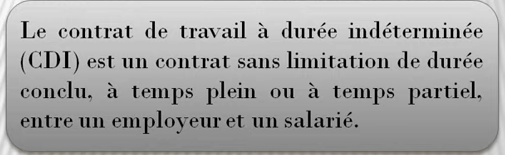 Le contrat de travail à durée indéterminée
(CDI) est un contrat sans limitation de durée
conclu, à temps plein ou à temps partiel,
entre un employeur et un salarié.